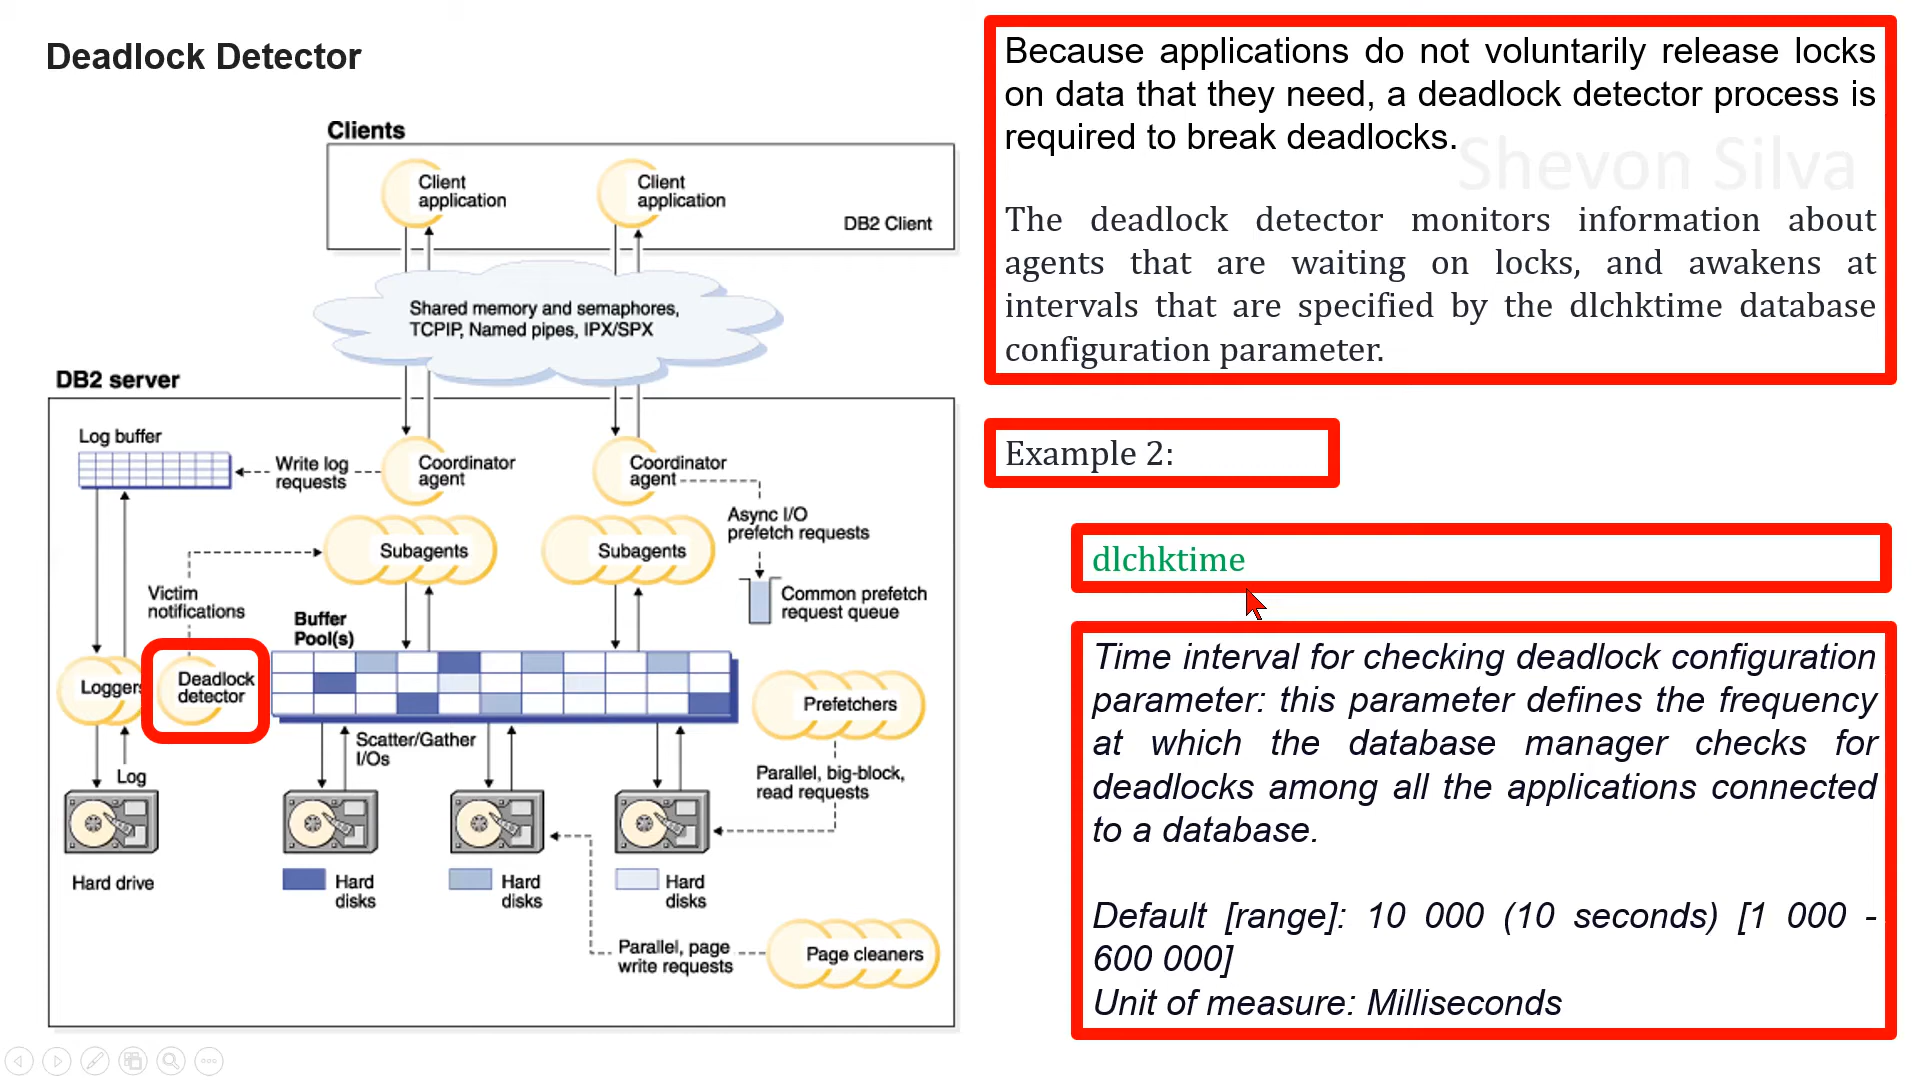 Deadlock Detector
Clients
Client
application
Client
application
DB2 Client
Shared memory and semaphores,
TCPIP, Named pipes, IPX/SPX
DB2 server
Log buffer
Write log
requests
Coordinator
agent
Coordinator
agent
Async I/O
prefetch requests
Subagents
Subagents
Victim
notifications
Common prefetch
request queue
Buffer
Pool(s)
Loggers
Deadlock
detector
Prefetchers
Scatter/Gather
I/Os
Log
Parallel, big-block,
read requests
Hard drive
Hard
disks
Hard
disks
Hard
disks
Parallel, page
write requests
Page cleaners
Because applications do not voluntarily release locks
on data that they need, a deadlock detector process is
required to break deadlocks.
Shevon Silva
The deadlock detector monitors information about
agents that are waiting on locks, and awakens at
intervals that are specified by the dlchktime database
configuration parameter.
Example 2:
dlchktime
Time interval for checking deadlock configuration
parameter: this parameter defines the frequency
at which the database manager checks for
deadlocks among all the applications connected
to a database.
Default [range]: 10 000 (10 seconds) [1 000 -
600 000]
Unit of measure: Milliseconds